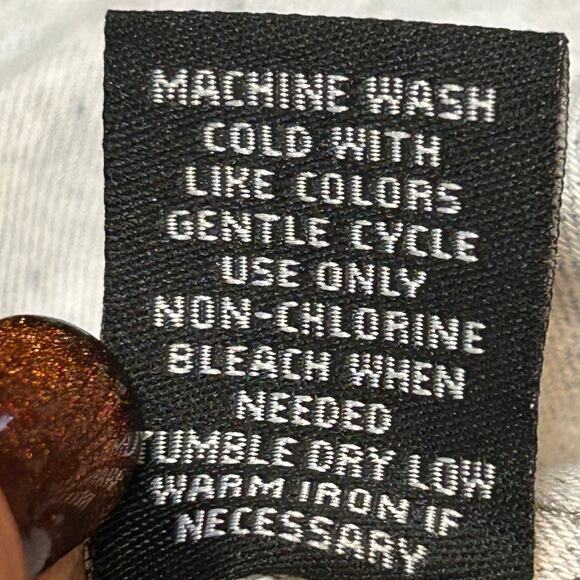 MACHINE WASH
COLD WITH
LIKE COLORS
GENTLE CYCLE
USE ONLY
NON-CHLORINE
BLEACH WHEN
NEEDED
TUMBLE DRY LOW
WARM IRON IF
NECESSARY